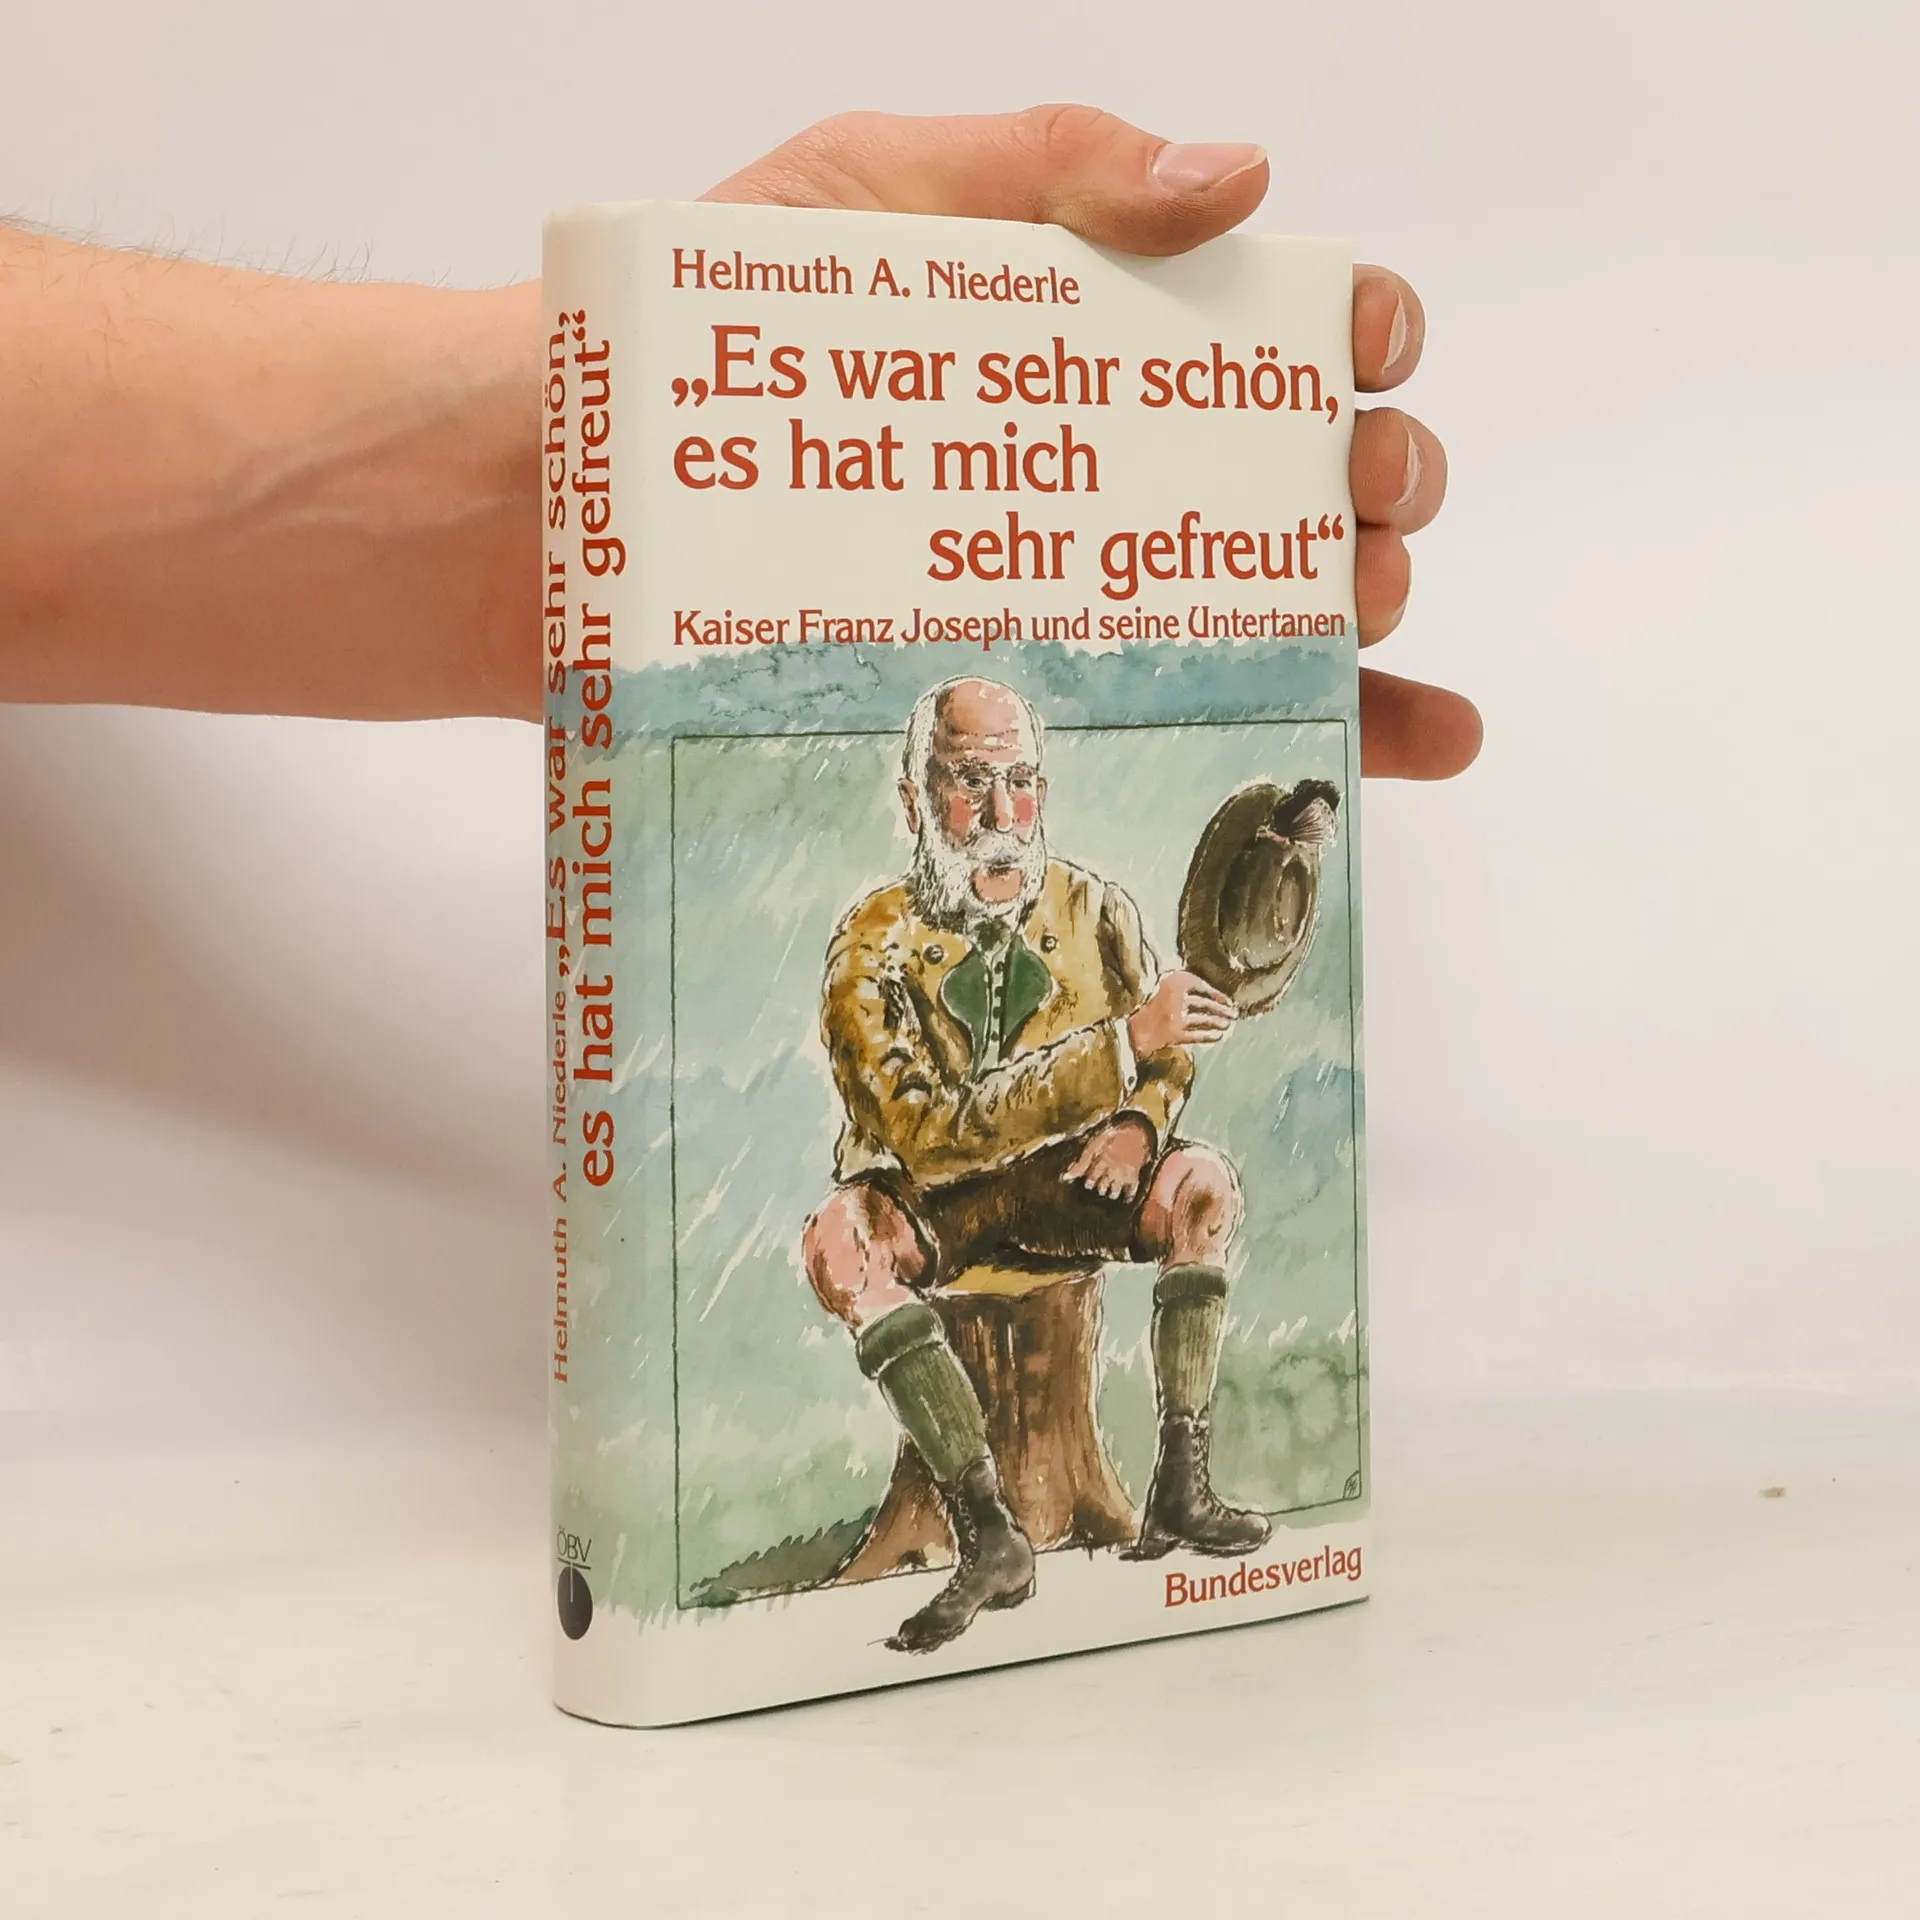 Helmuth A. Niederle
„Es war sehr schön,
es hat mich
sehr gefreut“
Kaiser Franz Joseph und seine Untertanen
Bundesverlag
Helmuth A. Niederle „Es war sehr schön,
es hat mich sehr gefreut“
ÖBV